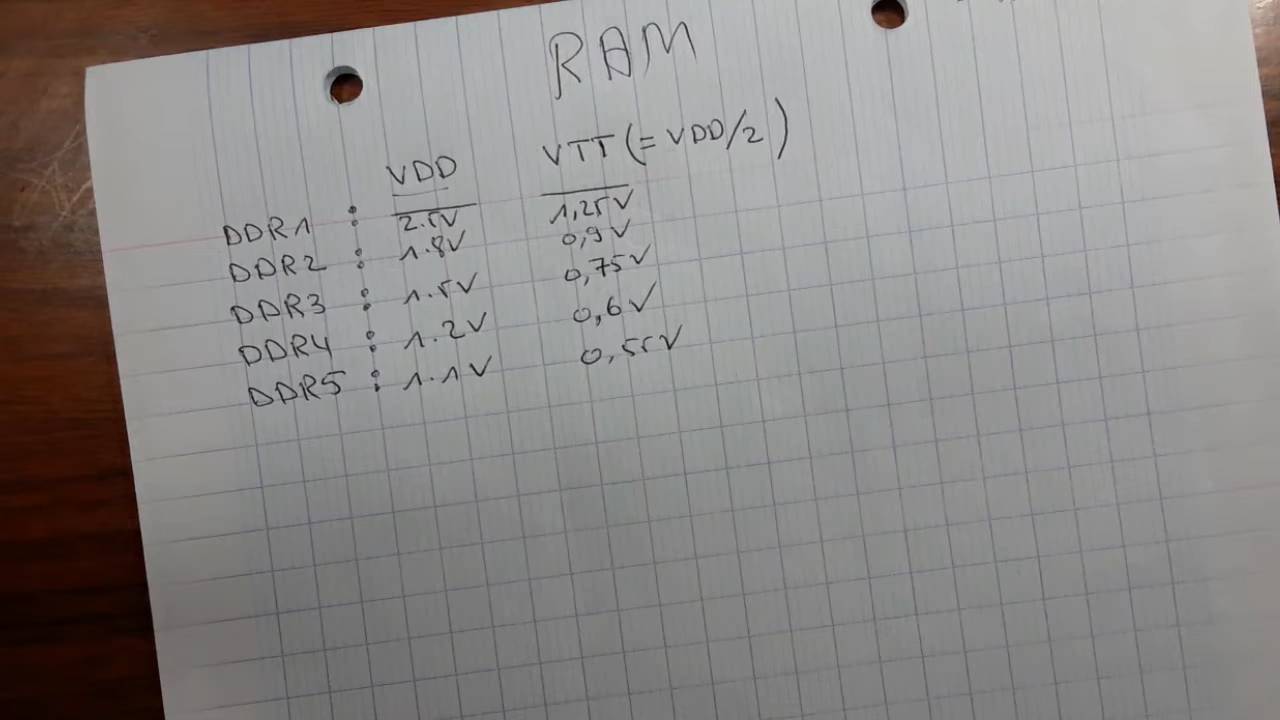 RAM
VDD VTT (= VDD/2)
DDR1 : 2.5V 1,25V
DDR2 : 1.8V 0,9V
DDR3 : 1.5V 0,75V
DDR4 : 1.2V 0,6V
DDR5 : 1.1V 0,55V